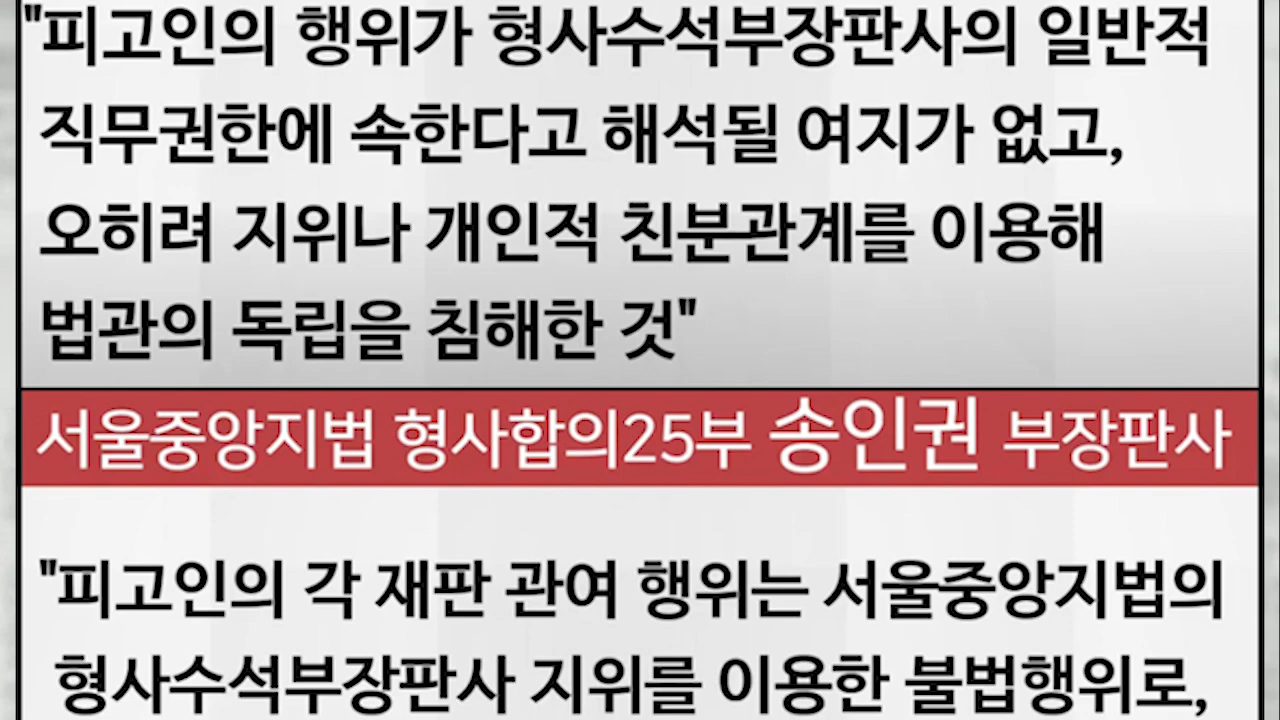 "피고인의 행위가 형사수석부장판사의 일반적
직무권한에 속한다고 해석될 여지가 없고,
오히려 지위나 개인적 친분관계를 이용해
법관의 독립을 침해한 것"
서울중앙지법 형사합의25부 송인권 부장판사
"피고인의 각 재판 관여 행위는 서울중앙지법의
형사수석부장판사 지위를 이용한 불법행위로,